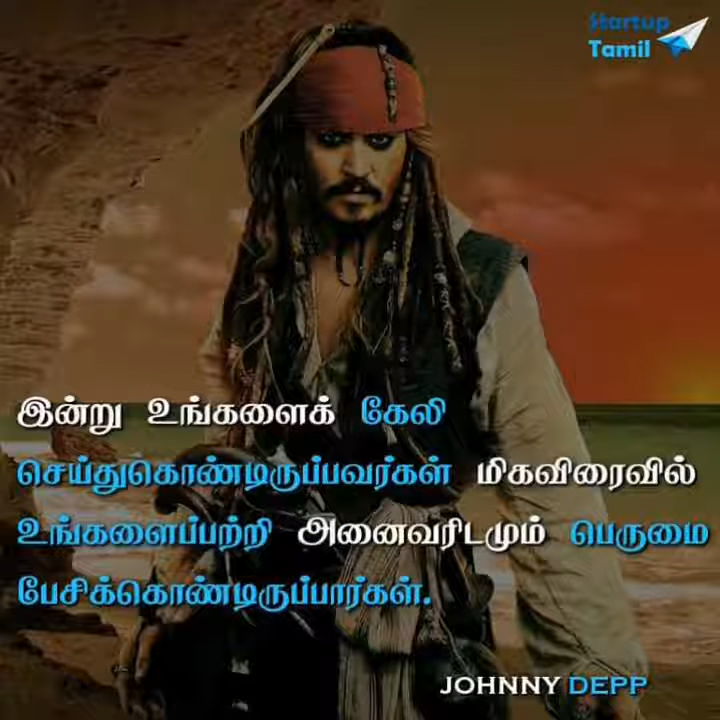 Startup
Tamil
இன்று உங்களைக் கேலி
செய்துகொண்டிருப்பவர்கள் மிகவிரைவில்
உங்களைப்பற்றி அனைவரிடமும் பெருமை
பேசிக்கொண்டிருப்பார்கள்.
JOHNNY DEPP